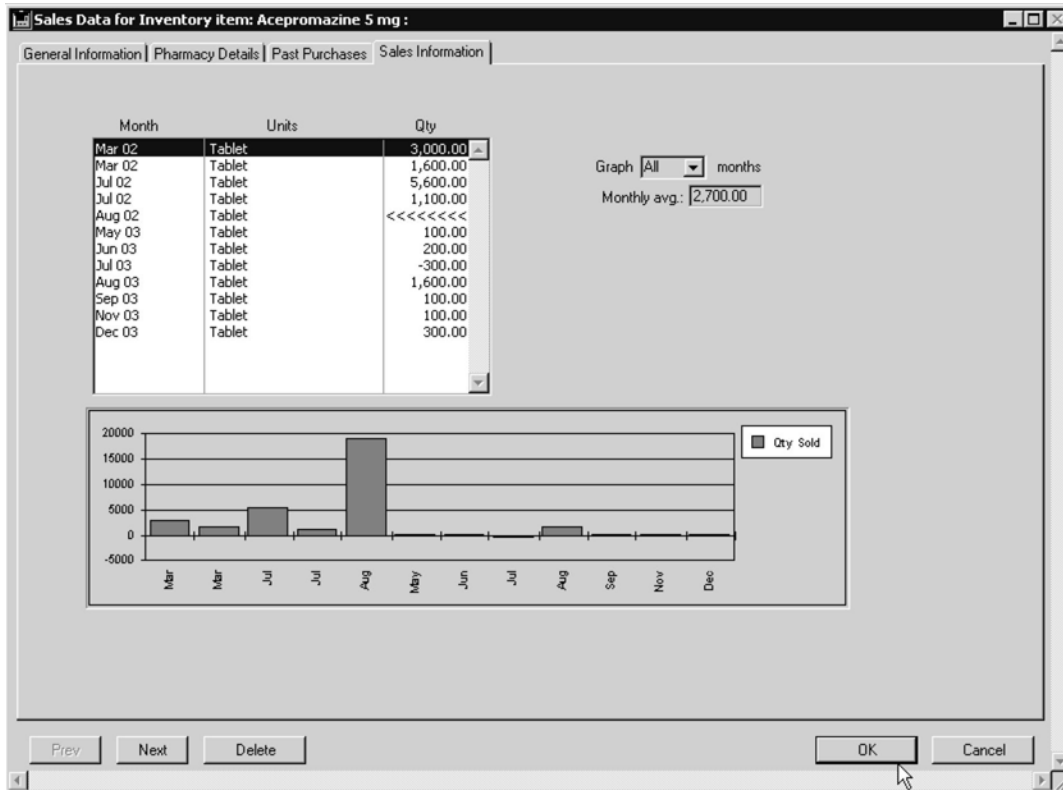 Sales Data for Inventory item: Acepromazine 5 mg :
General Information Pharmacy Details Past Purchases Sales Information
Month Units Qty
Mar 02 Tablet 3,000.00
Mar 02 Tablet 1,600.00
Jul 02 Tablet 5,600.00
Jul 02 Tablet 1,100.00
Aug 02 Tablet <<<<<<<<
May 03 Tablet 100.00
Jun 03 Tablet 200.00
Jul 03 Tablet -300.00
Aug 03 Tablet 1,600.00
Sep 03 Tablet 100.00
Nov 03 Tablet 100.00
Dec 03 Tablet 300.00
Graph All months
Monthly avg.: 2,700.00
20000
15000
10000
5000
0
-5000
Mar Mar Jul Jul Aug May Jun Jul Aug Sep Nov Dec
Qty Sold
Prev Next Delete OK Cancel